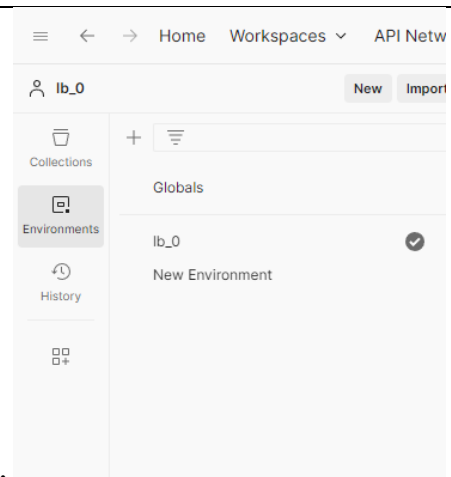 Home Workspaces API Netw
lb_0 New Import
Collections
Globals
Environments
lb_0
New Environment
History